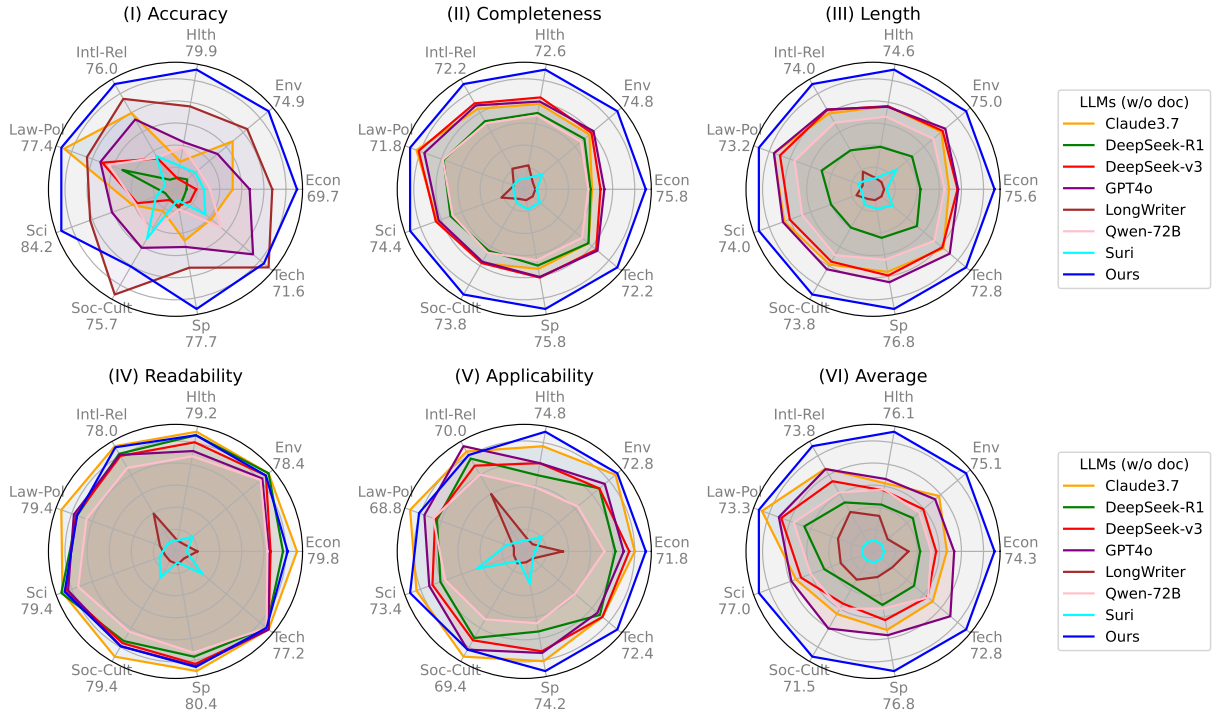 (I) Accuracy
Hlth
79.9
Intl-Rel
76.0
Env
74.9
Law-Pol
77.4
Econ
69.7
Sci
84.2
Tech
71.6
Soc-Cult
75.7
Sp
77.7
(II) Completeness
Hlth
72.6
Intl-Rel
72.2
Env
74.8
Law-Pol
71.8
Econ
75.8
Sci
74.4
Tech
72.2
Soc-Cult
73.8
Sp
75.8
(III) Length
Hlth
74.6
Intl-Rel
74.0
Env
75.0
Law-Pol
73.2
Econ
75.6
Sci
74.0
Tech
72.8
Soc-Cult
73.8
Sp
76.8
LLMs (w/o doc)
Claude3.7
DeepSeek-R1
DeepSeek-v3
GPT4o
LongWriter
Qwen-72B
Suri
Ours
(IV) Readability
Hlth
79.2
Intl-Rel
78.0
Env
78.4
Law-Pol
79.4
Econ
79.8
Sci
79.4
Tech
77.2
Soc-Cult
79.4
Sp
80.4
(V) Applicability
Hlth
74.8
Intl-Rel
70.0
Env
72.8
Law-Pol
68.8
Econ
71.8
Sci
73.4
Tech
72.4
Soc-Cult
69.4
Sp
74.2
(VI) Average
Hlth
76.1
Intl-Rel
73.8
Env
75.1
Law-Pol
73.3
Econ
74.3
Sci
77.0
Tech
72.8
Soc-Cult
71.5
Sp
76.8
LLMs (w/o doc)
Claude3.7
DeepSeek-R1
DeepSeek-v3
GPT4o
LongWriter
Qwen-72B
Suri
Ours